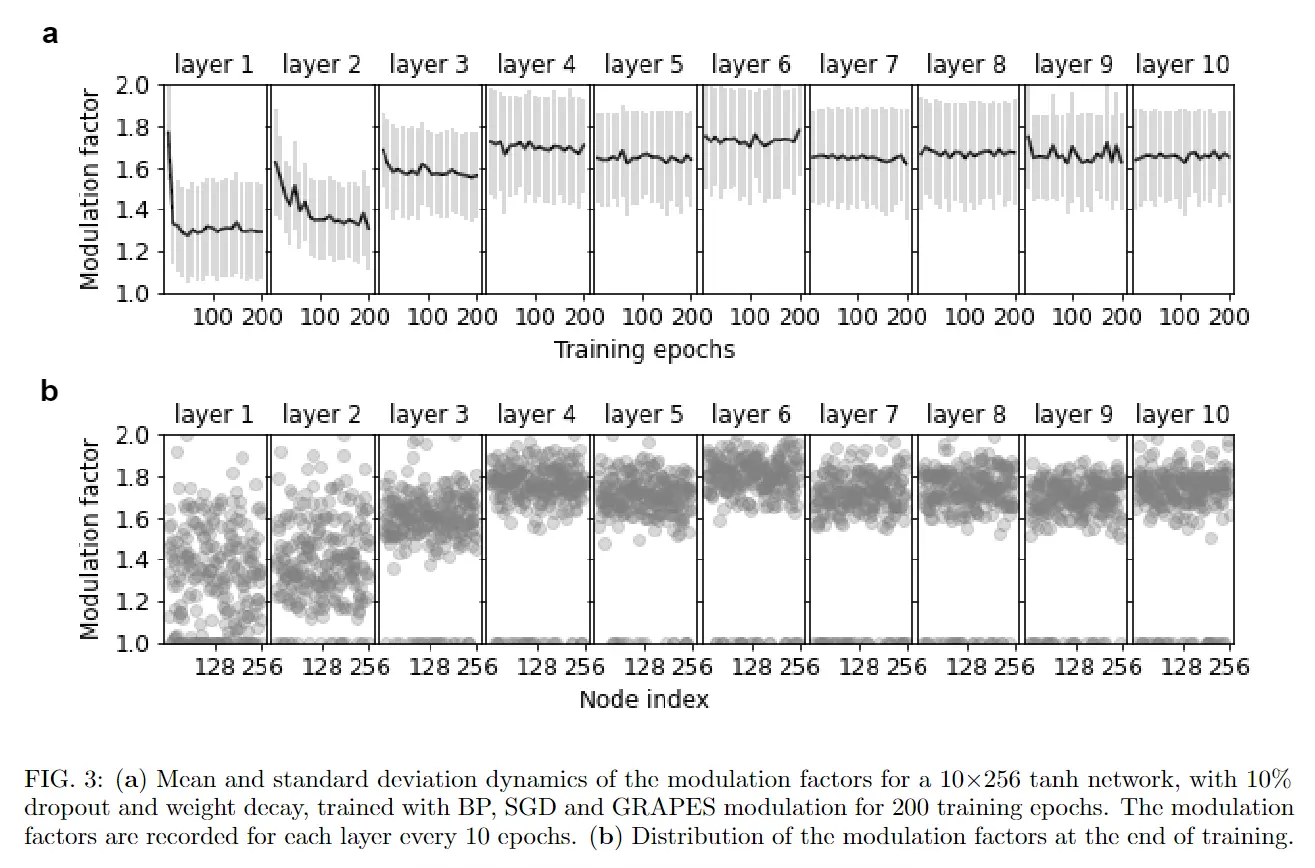 a
layer 1 layer 2 layer 3 layer 4 layer 5 layer 6 layer 7 layer 8 layer 9 layer 10
Modulation factor
2.0
1.8
1.6
1.4
1.2
1.0
100 200 100 200 100 200 100 200 100 200 100 200 100 200 100 200 100 200 100 200
Training epochs
b
layer 1 layer 2 layer 3 layer 4 layer 5 layer 6 layer 7 layer 8 layer 9 layer 10
Modulation factor
2.0
1.8
1.6
1.4
1.2
1.0
128 256 128 256 128 256 128 256 128 256 128 256 128 256 128 256 128 256 128 256
Node index
FIG. 3: (a) Mean and standard deviation dynamics of the modulation factors for a 10×256 tanh network, with 10%
dropout and weight decay, trained with BP, SGD and GRAPES modulation for 200 training epochs. The modulation
factors are recorded for each layer every 10 epochs. (b) Distribution of the modulation factors at the end of training.